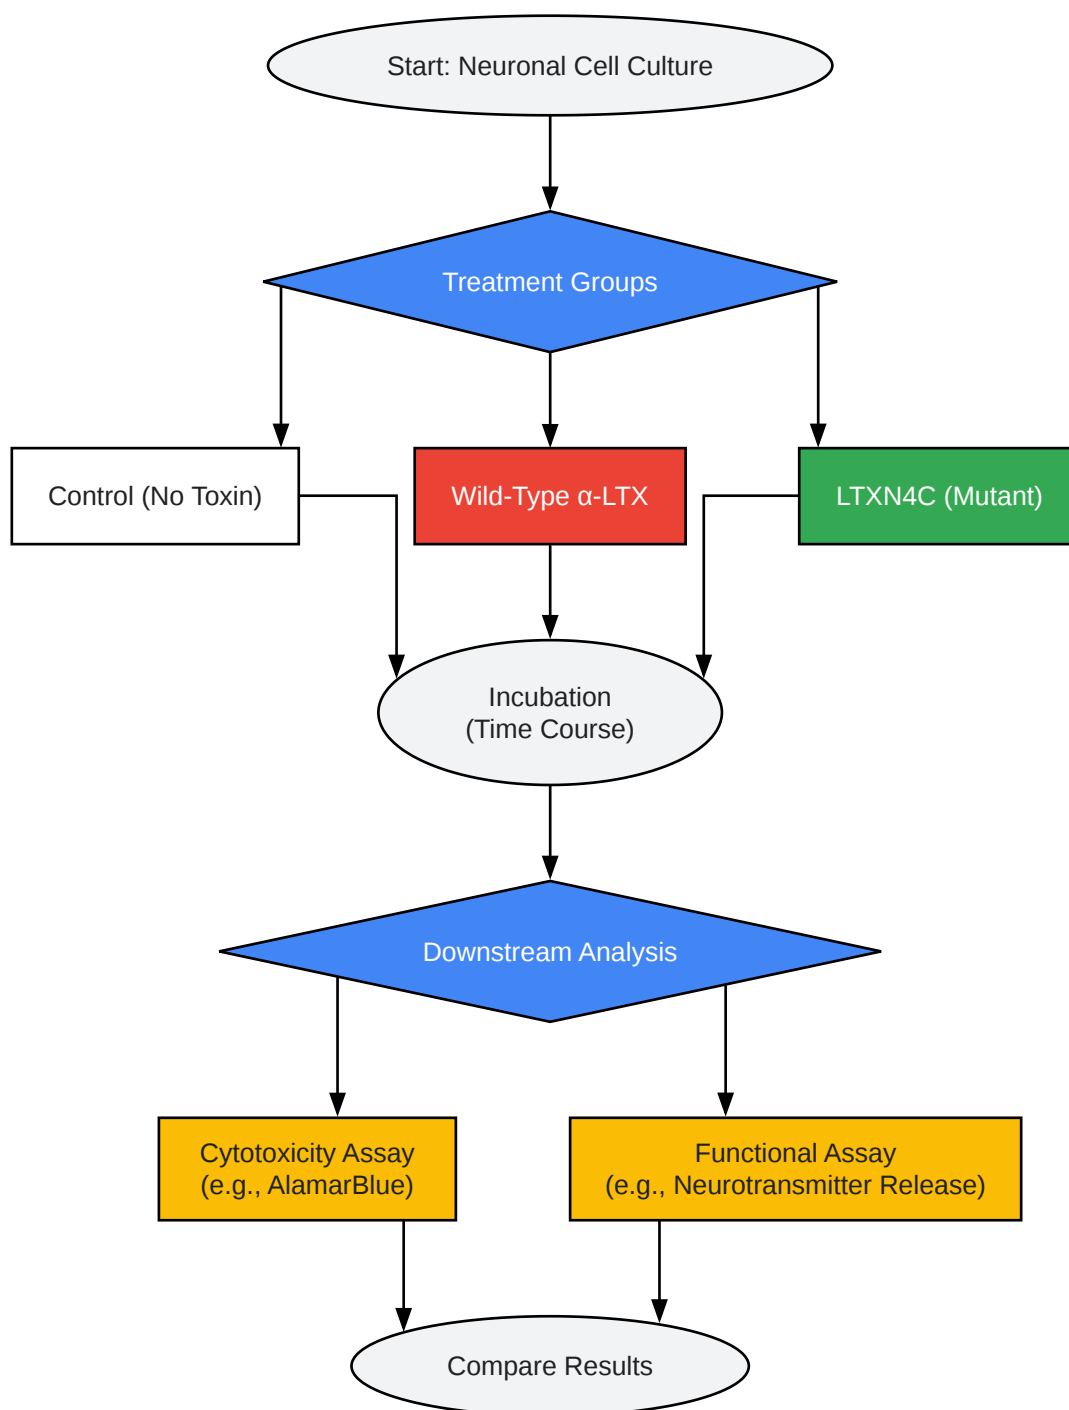 Start: Neuronal Cell Culture
Treatment Groups
Control (No Toxin)
Wild-Type α-LTX
LTXN4C (Mutant)
Incubation
(Time Course)
Downstream Analysis
Cytotoxicity Assay
(e.g., AlamarBlue)
Functional Assay
(e.g., Neurotransmitter Release)
Compare Results